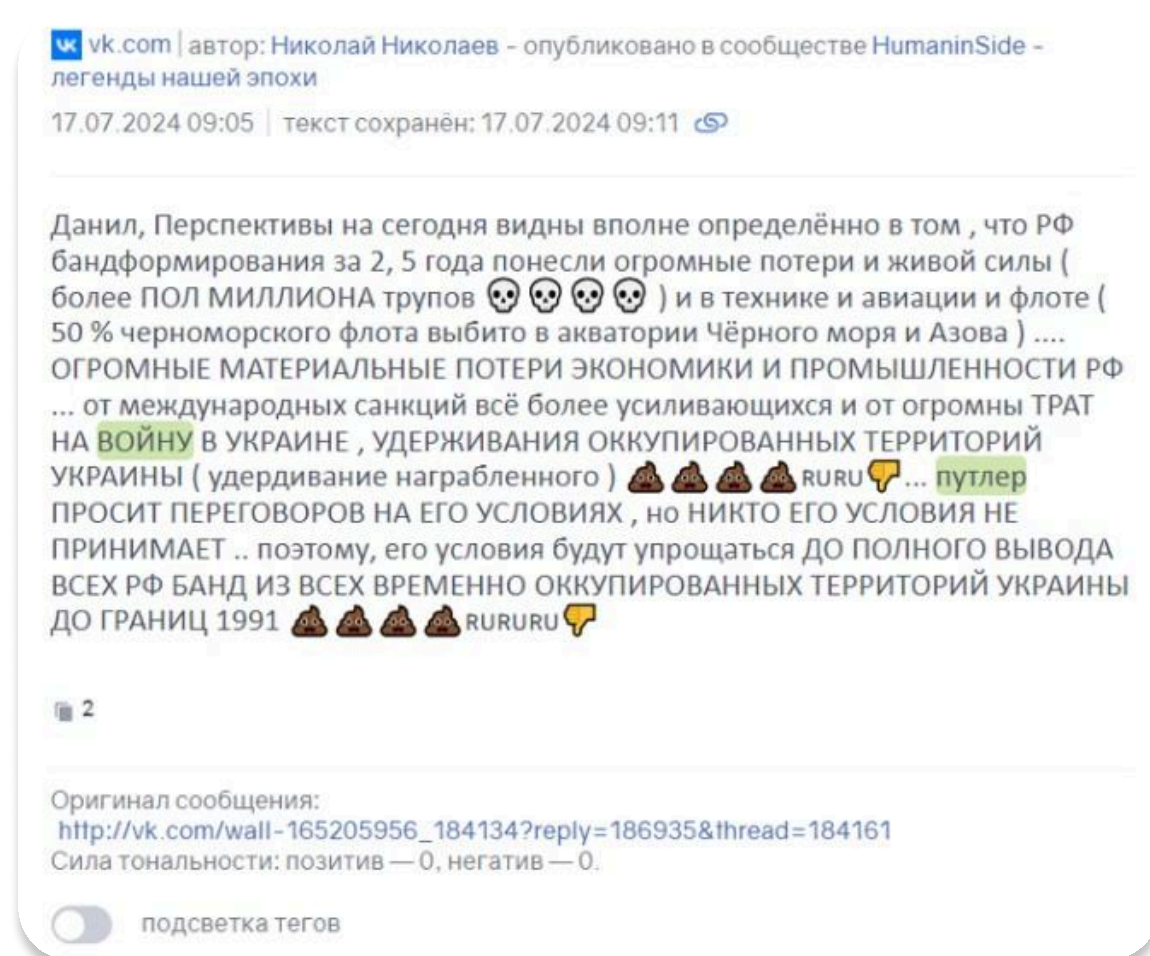 vk.com | автор: Николай Николаев – опубликовано в сообществе HumaninSide –
легенды нашей эпохи
17.07.2024 09:05 | текст сохранён: 17.07.2024 09:11
Данил, Перспективы на сегодня видны вполне определённо в том , что РФ
бандформирования за 2, 5 года понесли огромные потери и живой силы (
более ПОЛ МИЛЛИОНА трупов 💀 💀 💀 💀 ) и в технике и авиации и флоте (
50 % черноморского флота выбито в акватории Чёрного моря и Азова ) ....
ОГРОМНЫЕ МАТЕРИАЛЬНЫЕ ПОТЕРИ ЭКОНОМИКИ И ПРОМЫШЛЕННОСТИ РФ
... от международных санкций всё более усиливающихся и от огромны ТРАТ
НА ВОЙНУ В УКРАИНЕ , УДЕРЖИВАНИЯ ОККУПИРОВАННЫХ ТЕРРИТОРИЙ
УКРАИНЫ ( удердивание награбленного ) 💩 💩 💩 💩 RURU👎... путлер
ПРОСИТ ПЕРЕГОВОРОВ НА ЕГО УСЛОВИЯХ , но НИКТО ЕГО УСЛОВИЯ НЕ
ПРИНИМАЕТ .. поэтому, его условия будут упрощаться ДО ПОЛНОГО ВЫВОДА
ВСЕХ РФ БАНД ИЗ ВСЕХ ВРЕМЕННО ОККУПИРОВАННЫХ ТЕРРИТОРИЙ УКРАИНЫ
ДО ГРАНИЦ 1991 💩 💩 💩 💩 RURURU👎
2
Оригинал сообщения:
http://vk.com/wall-165205956_184134?reply=186935&thread=184161
Сила тональности: позитив — 0, негатив — 0.
подсветка тегов